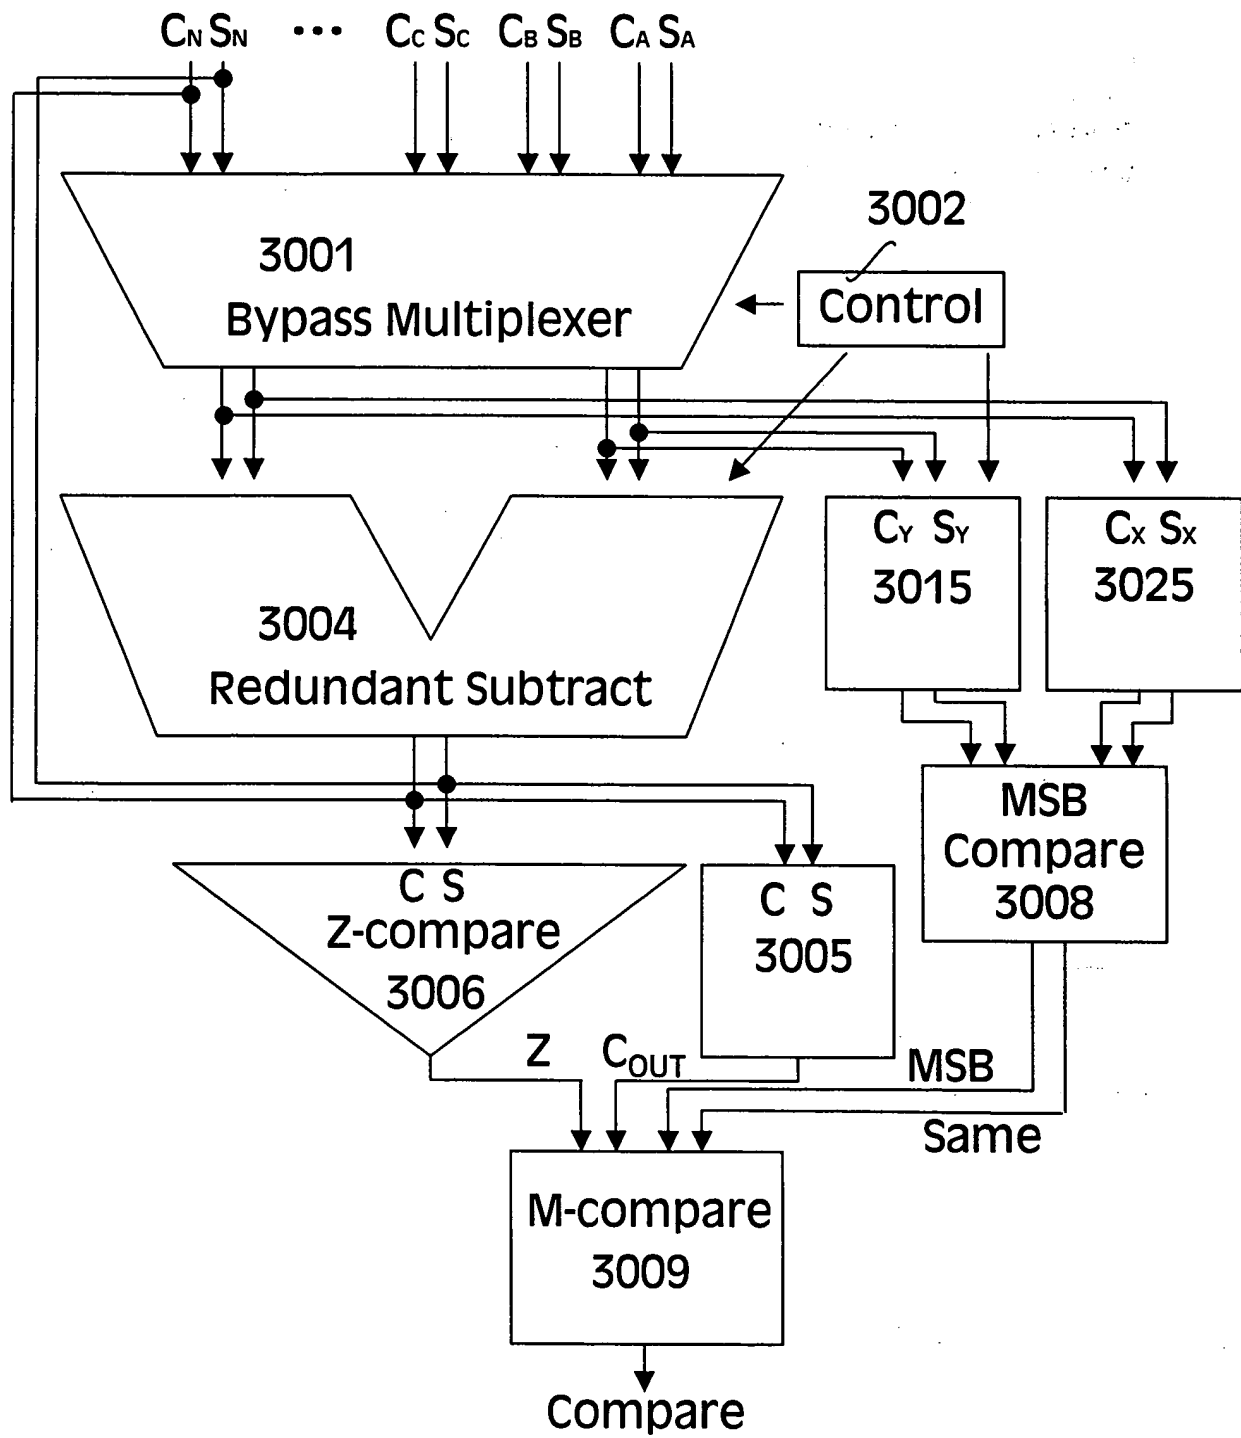 CN SN ••• CC SC CB SB CA SA
3002
3001
Bypass Multiplexer
Control
CY SY
3015
CX SX
3025
3004
Redundant Subtract
MSB
Compare
3008
C S
Z-compare
3006
C S
3005
Z
COUT
MSB
Same
M-compare
3009
Compare